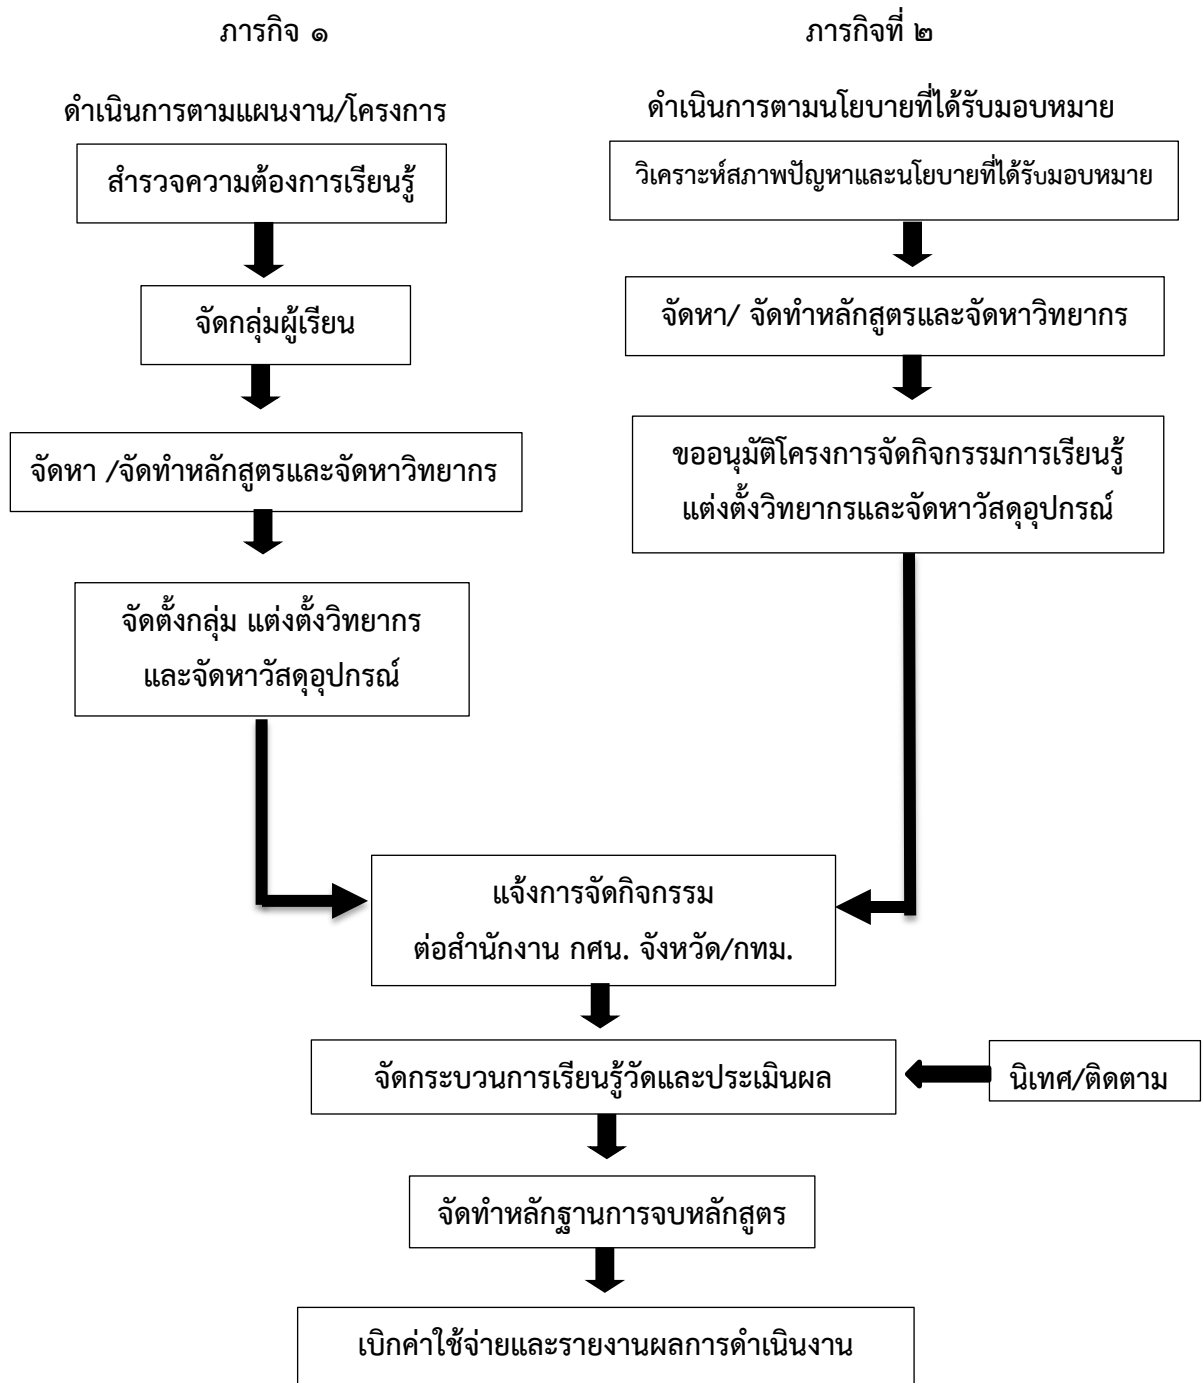 ภารกิจ ๑
ภารกิจที่ ๒
ดำเนินการตามแผนงาน/โครงการ
ดำเนินการตามนโยบายที่ได้รับมอบหมาย
สำรวจความต้องการเรียนรู้
วิเคราะห์สภาพปัญหาและนโยบายที่ได้รับมอบหมาย
จัดกลุ่มผู้เรียน
จัดหา/ จัดทำหลักสูตรและจัดหาวิทยากร
จัดหา /จัดทำหลักสูตรและจัดหาวิทยากร
ขออนุมัติโครงการจัดกิจกรรมการเรียนรู้
แต่งตั้งวิทยากรและจัดหาวัสดุอุปกรณ์
จัดตั้งกลุ่ม แต่งตั้งวิทยากร
และจัดหาวัสดุอุปกรณ์
แจ้งการจัดกิจกรรม
ต่อสำนักงาน กศน. จังหวัด/กทม.
จัดกระบวนการเรียนรู้วัดและประเมินผล
นิเทศ/ติดตาม
จัดทำหลักฐานการจบหลักสูตร
เบิกค่าใช้จ่ายและรายงานผลการดำเนินงาน